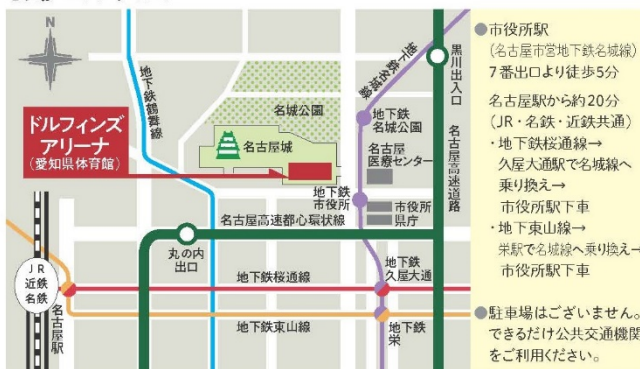 N
地下鉄鶴舞線
名城公園
ドルフィンズ
アリーナ
(愛知県体育館)
名古屋城
地下鉄名城線
地下鉄
名城公園
名古屋
医療センター
黒川出入口
名古屋高速道路
地下鉄
市役所
市役所
県庁
名古屋高速都心環状線
丸の内
出口
JR
近鉄
名鉄
名古屋駅
地下鉄桜通線
地下鉄
久屋大通
地下鉄東山線
地下鉄
栄
●市役所駅
(名古屋市営地下鉄名城線)
7番出口より徒歩5分
名古屋駅から約20分
(JR・名鉄・近鉄共通)
・地下鉄桜通線→
久屋大通駅で名城線へ
乗り換え→
市役所駅下車
・地下東山線→
栄駅で名城線へ乗り換え→
市役所駅下車
●駐車場はございません。
できるだけ公共交通機関
をご利用ください。